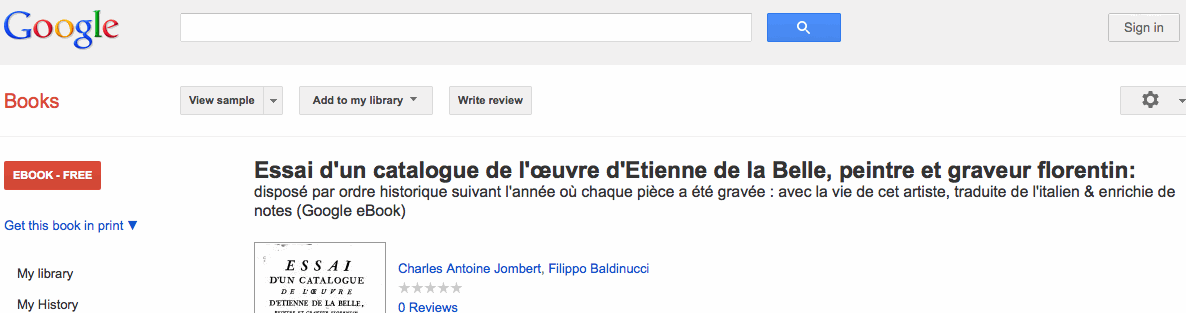 Google
Sign in
Books
View sample
Add to my library
Write review
EBOOK - FREE
Get this book in print ▼
My library
My History
Essai d'un catalogue de l'œuvre d'Etienne de la Belle, peintre et graveur florentin:
disposé par ordre historique suivant l'année où chaque pièce a été gravée : avec la vie de cet artiste, traduite de l'italien & enrichie de
notes (Google eBook)
ESSAI
D'UN CATALOGUE
DE L'ŒUVRE
D'ETIENNE DE LA BELLE,
PEINTRE ET GRAVEUR FLORENTIN
Charles Antoine Jombert, Filippo Baldinucci
0 Reviews